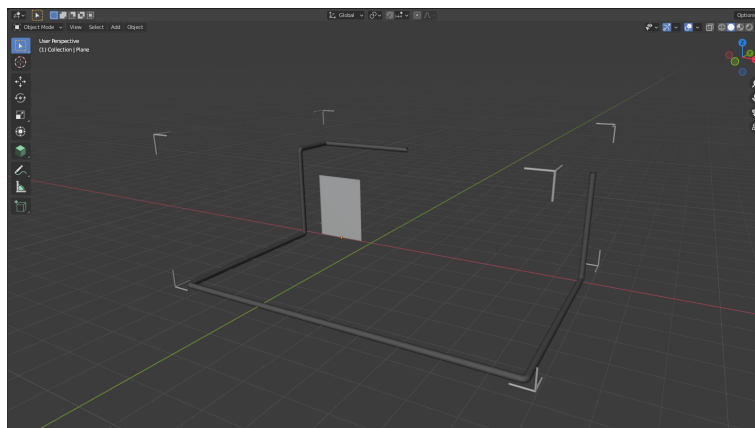 Global
Options
Object Mode View Select Add Object
User Perspective
(1) Collection | Plane